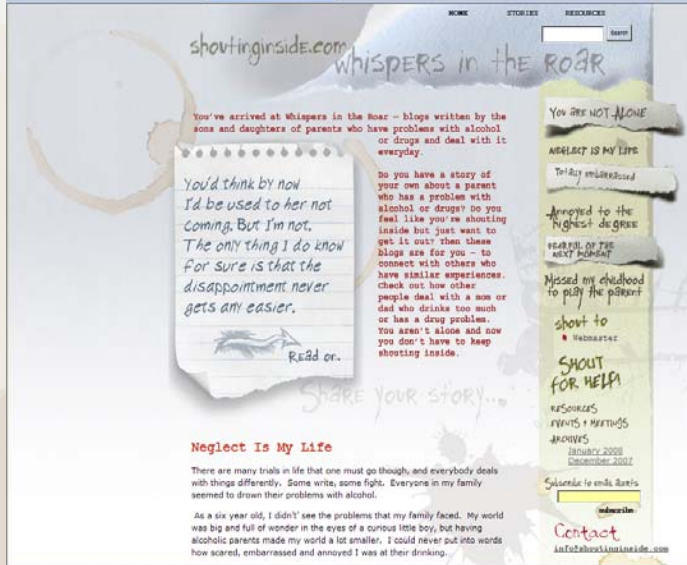 HOME STORIES RESOURCES
Search
shoutinginside.com
whispers in the roar
You've arrived at Whispers in the Roar – blogs written by the
sons and daughters of parents who have problems with alcohol
or drugs and deal with it
everyday.
Do you have a story of
your own about a parent
who has a problem with
alcohol or drugs? Do you
feel like you're shouting
inside but just want to
get it out? Then these
blogs are for you – to
connect with others who
have similar experiences.
Check out how other
people deal with a mom or
dad who drinks too much
or has a drug problem.
You aren't alone and now
you don't have to keep
shouting inside.
You'd think by now
I'd be used to her not
coming. But I'm not.
The only thing I do know
for sure is that the
disappointment never
gets any easier.
Read on.
Share your story...
Neglect Is My Life
There are many trials in life that one must go though, and everybody deals
with things differently. Some write, some fight. Everyone in my family
seemed to drown their problems with alcohol.
As a six year old, I didn't' see the problems that my family faced. My world
was big and full of wonder in the eyes of a curious little boy, but having
alcoholic parents made my world a lot smaller. I could never put into words
how scared, embarrassed and annoyed I was at their drinking.
You are NOT ALONE
NEGLECT IS MY LIFE
Totally embarrassed
Annoyed to the
highest degree
FEARFUL OF THE
NEXT MOMENT
Missed my childhood
to play the parent
shout to
Webmaster
SHOUT
FOR HELP!
RESOURCES
EVENTS + MEETINGS
ARCHIVES
January 2008
December 2007
Subscribe to email alerts
subscribe
Contact
info@shoutinginside.com